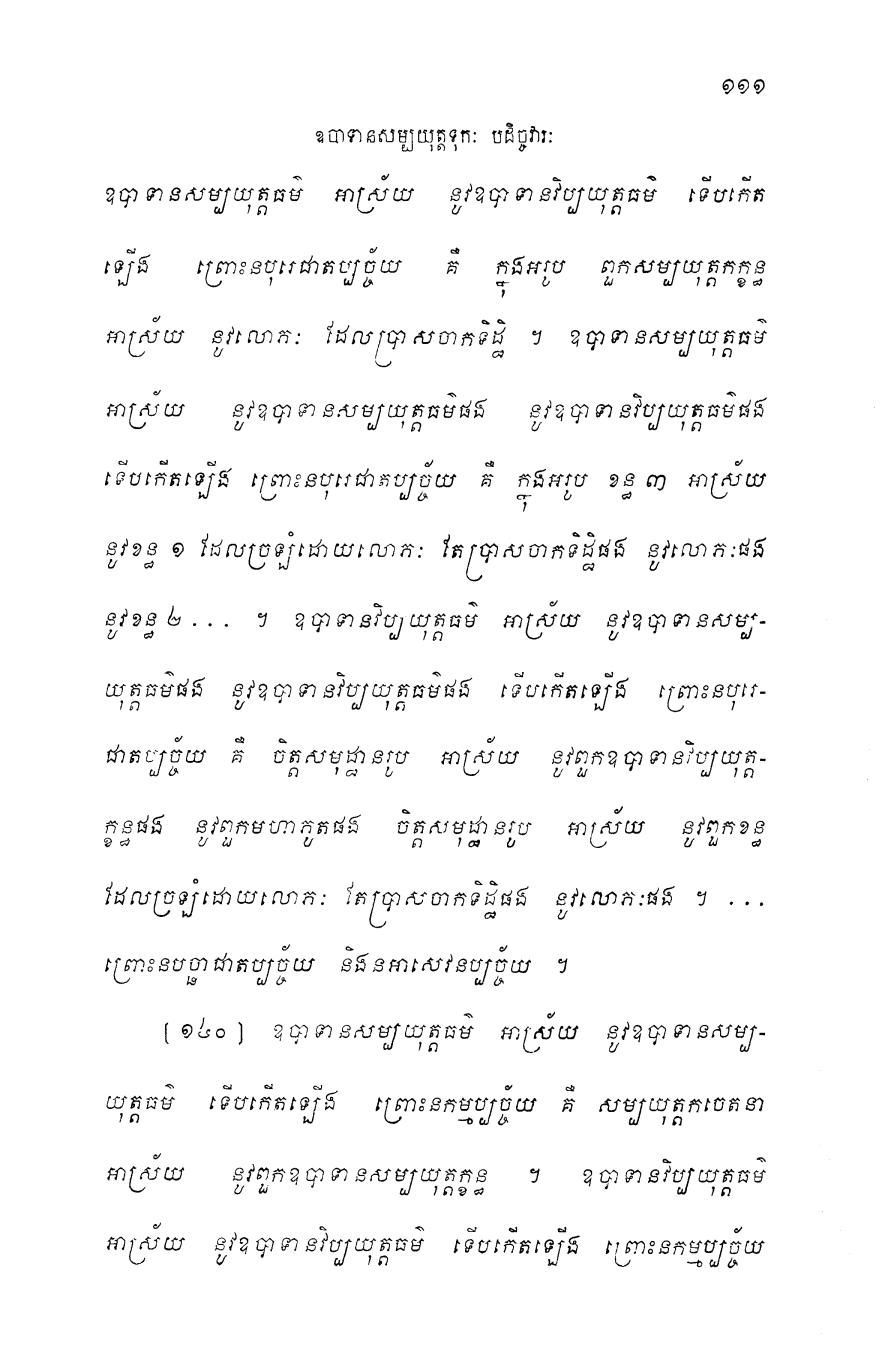 ១១១
ឧបាទានសម្បយុត្តទុកៈ បដិច្ចវារៈ
ឧបាទានសម្បយុត្តធម៌ អាស្រ័យ នូវឧបាទានវិប្បយុត្តធម៌ ទើបកើត
ឡើង ព្រោះនបុរេជាតប្បច្ច័យ គឺ ក្នុងអរូប ពួកសម្បយុត្តកក្ខន្ធ
អាស្រ័យ នូវលោភៈ ដែលប្រាសចាកទិដ្ឋិ ។ ឧបាទានសម្បយុត្តធម៌
អាស្រ័យ នូវឧបាទានសម្បយុត្តធម៌ផង នូវឧបាទានវិប្បយុត្តធម៌ផង
ទើបកើតឡើង ព្រោះនបុរេជាតប្បច្ច័យ គឺ ក្នុងអរូប ខន្ធ ៣ អាស្រ័យ
នូវខន្ធ ១ ដែលច្រឡំដោយលោភៈ តែប្រាសចាកទិដ្ឋិផង នូវលោភៈផង
នូវខន្ធ ២ ... ។ ឧបាទានវិប្បយុត្តធម៌ អាស្រ័យ នូវឧបាទានសម្ប-
យុត្តធម៌ផង នូវឧបាទានវិប្បយុត្តធម៌ផង ទើបកើតឡើង ព្រោះនបុរេ-
ជាតប្បច្ច័យ គឺ ចិត្តសមុដ្ឋានរូប អាស្រ័យ នូវពួកឧបាទានវិប្បយុត្ត-
ក្ខន្ធផង នូវពួកមហាភូតផង ចិត្តសមុដ្ឋានរូប អាស្រ័យ នូវពួកខន្ធ
ដែលច្រឡំដោយលោភៈ តែប្រាសចាកទិដ្ឋិផង នូវលោភៈផង ។ ...
ព្រោះនបច្ឆាជាតប្បច្ច័យ និងនអាសេវនប្បច្ច័យ ។
[១៤០] ឧបាទានសម្បយុត្តធម៌ អាស្រ័យ នូវឧបាទានសម្ប-
យុត្តធម៌ ទើបកើតឡើង ព្រោះនកម្មប្បច្ច័យ គឺ សម្បយុត្តកចេតនា
អាស្រ័យ នូវពួកឧបាទានសម្បយុត្តក្ខន្ធ ។ ឧបាទានវិប្បយុត្តធម៌
អាស្រ័យ នូវឧបាទានវិប្បយុត្តធម៌ ទើបកើតឡើង ព្រោះនកម្មប្បច្ច័យ